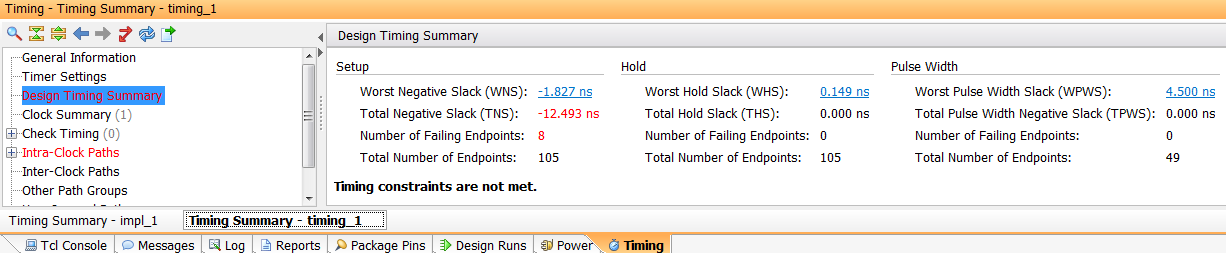 Timing - Timing Summary - timing_1
General Information
Timer Settings
Design Timing Summary
Clock Summary (1)
Check Timing (0)
Intra-Clock Paths
Inter-Clock Paths
Other Path Groups
Design Timing Summary
Setup Hold Pulse Width
Worst Negative Slack (WNS): -1.827 ns Worst Hold Slack (WHS): 0.149 ns Worst Pulse Width Slack (WPWS): 4.500 ns
Total Negative Slack (TNS): -12.493 ns Total Hold Slack (THS): 0.000 ns Total Pulse Width Negative Slack (TPWS): 0.000 ns
Number of Failing Endpoints: 8 Number of Failing Endpoints: 0 Number of Failing Endpoints: 0
Total Number of Endpoints: 105 Total Number of Endpoints: 105 Total Number of Endpoints: 49
Timing constraints are not met.
Timing Summary - impl_1 Timing Summary - timing_1
Tcl Console Messages Log Reports Package Pins Design Runs Power Timing